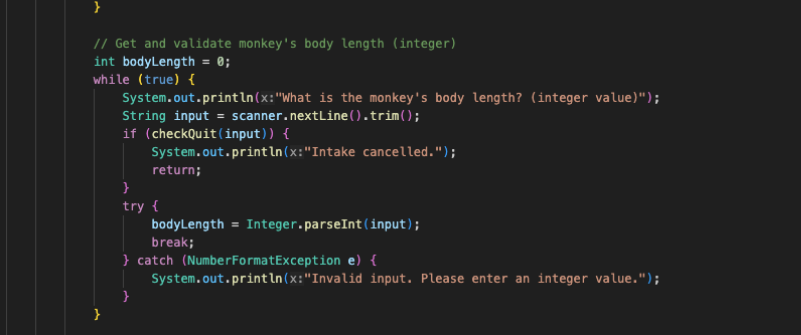 }
// Get and validate monkey's body length (integer)
int bodyLength = 0;
while (true) {
System.out.println(x:"What is the monkey's body length? (integer value)");
String input = scanner.nextLine().trim();
if (checkQuit(input)) {
System.out.println(x:"Intake cancelled.");
return;
}
try {
bodyLength = Integer.parseInt(input);
break;
} catch (NumberFormatException e) {
System.out.println(x:"Invalid input. Please enter an integer value.");
}
}